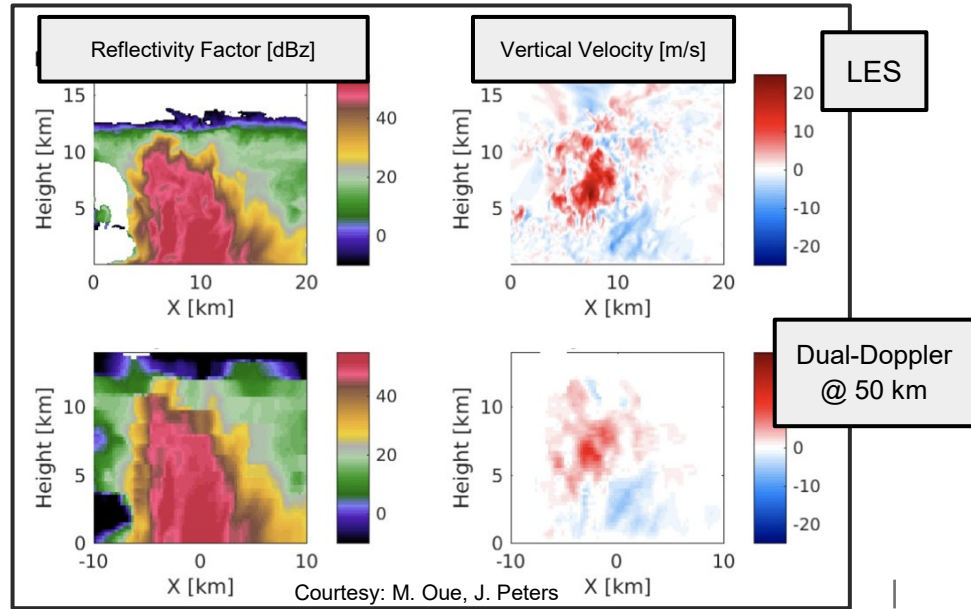 Reflectivity Factor [dBz]
Vertical Velocity [m/s]
LES
15
10
5
Height [km]
0
10
20
X [km]
40
20
0
15
10
5
Height [km]
0
10
20
X [km]
20
10
0
-10
-20
Dual-Doppler
@ 50 km
10
5
0
Height [km]
-10
0
10
X [km]
40
20
0
10
5
0
Height [km]
-10
0
10
X [km]
0
-10
-20
Courtesy: M. Oue, J. Peters